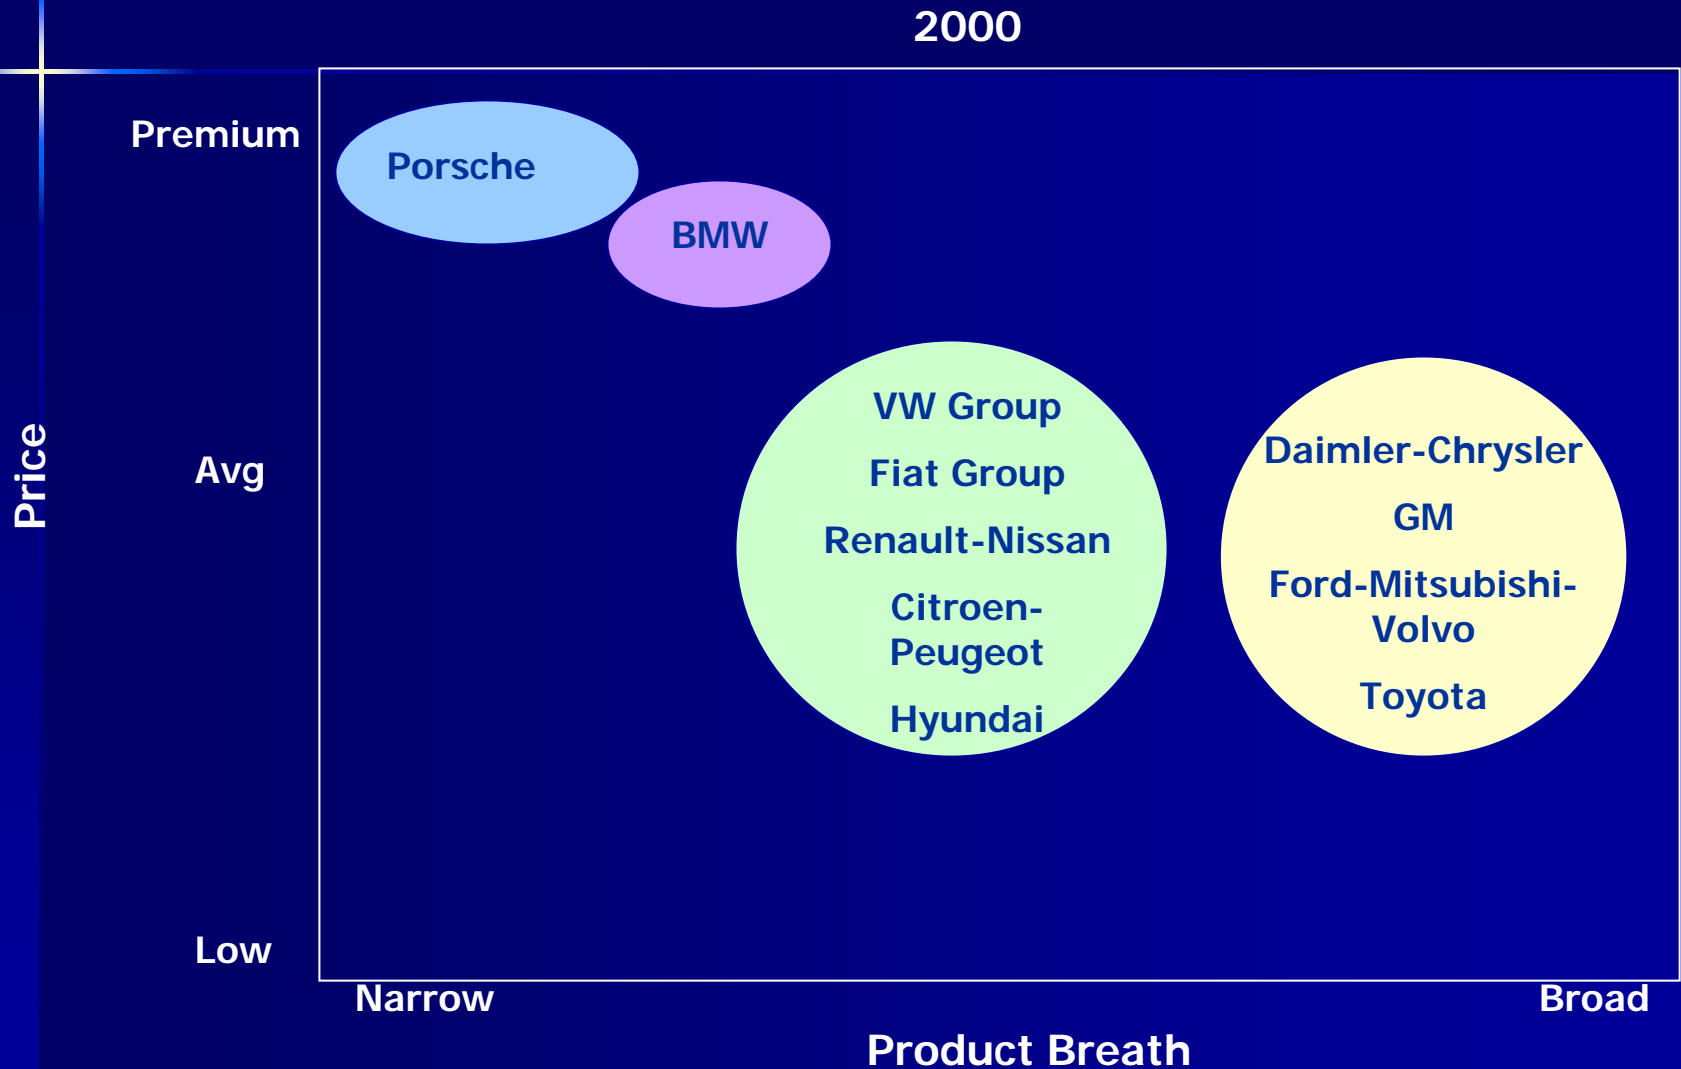 2000
Premium
Porsche
BMW
VW Group
Fiat Group
Renault-Nissan
Citroen-
Peugeot
Hyundai
Daimler-Chrysler
GM
Ford-Mitsubishi-
Volvo
Toyota
Price
Avg
Low
Narrow
Broad
Product Breath